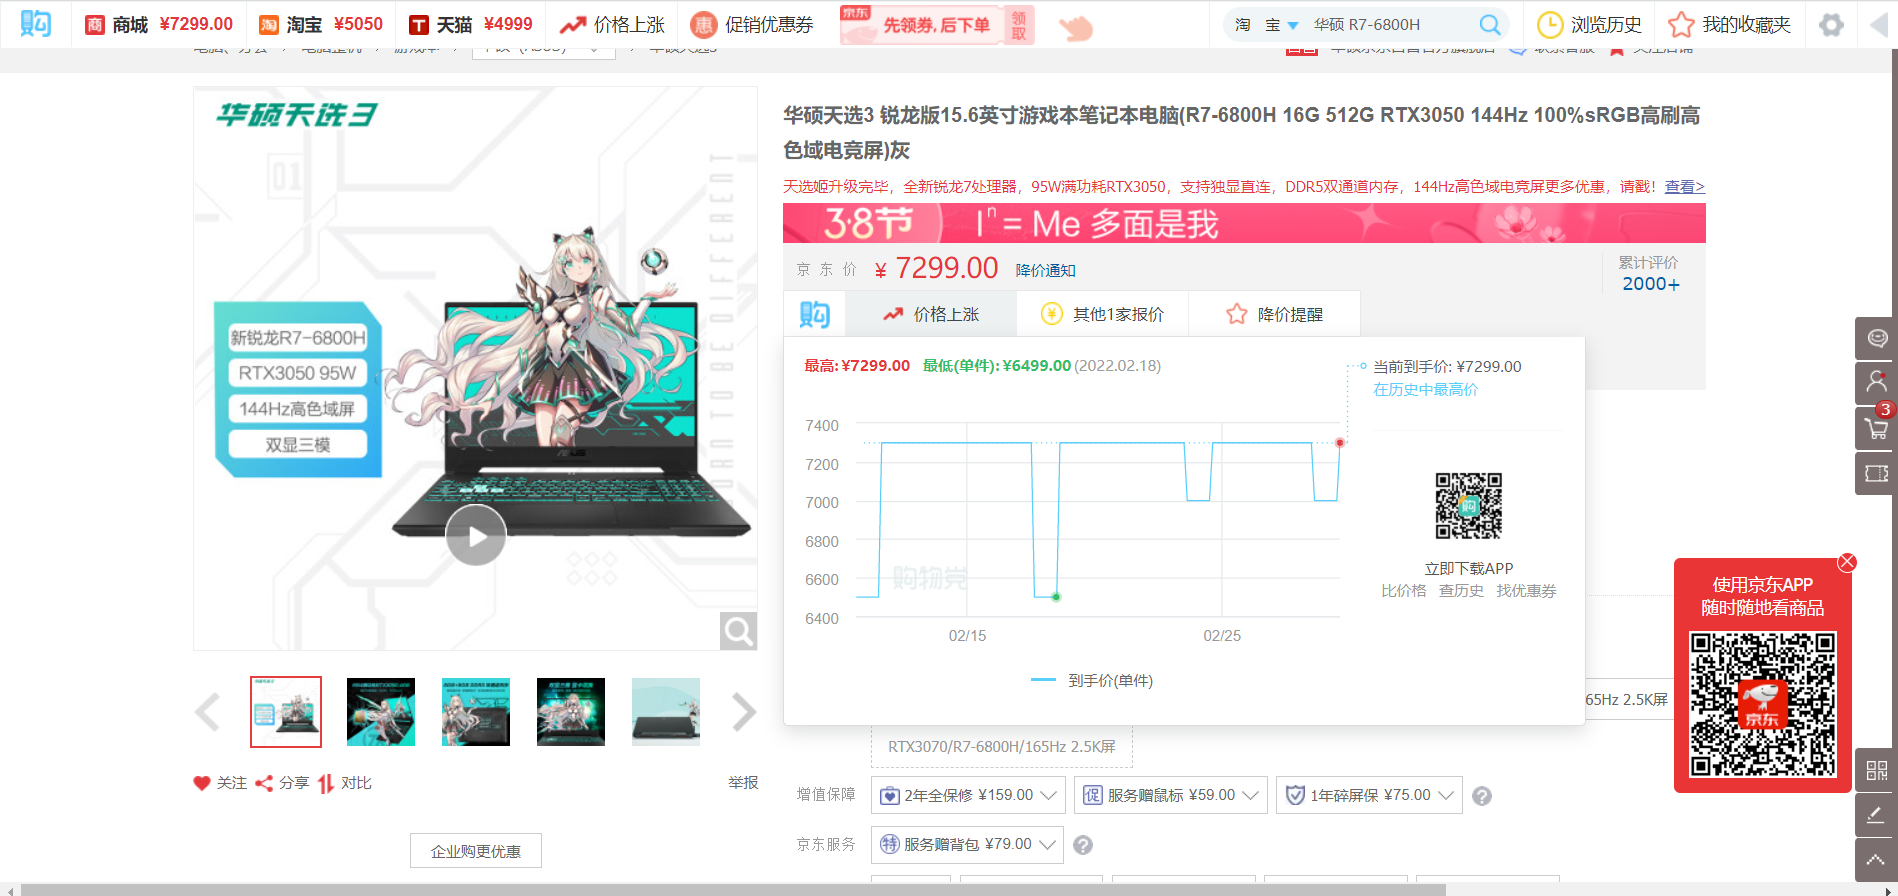 购 商 商城 ¥7299.00 淘 淘宝 ¥5050 T 天猫 ¥4999 价格上涨 惠 促销优惠券 京东 先领券,后下单 领取 淘 宝 华硕 R7-6800H 浏览历史 我的收藏夹
华硕天选3
01
新锐龙R7-6800H
RTX3050 95W
144Hz高色域屏
双显三模
BORN TO BE DIFFERENT
华硕天选3 锐龙版15.6英寸游戏本笔记本电脑(R7-6800H 16G 512G RTX3050 144Hz 100%sRGB高刷高
色域电竞屏)灰
天选姬升级完毕，全新锐龙7处理器，95W满功耗RTX3050，支持独显直连，DDR5双通道内存，144Hz高色域电竞屏更多优惠，请戳！查看>
3·8节 I^n = Me 多面是我
京东价 ¥ 7299.00 降价通知
累计评价
2000+
购 价格上涨 其他1家报价 降价提醒
最高: ¥7299.00 最低(单件): ¥6499.00 (2022.02.18)
当前到手价: ¥7299.00
在历史中最高价
7400
7200
7000
6800
6600
6400
购物党
02/15 02/25
到手价(单件)
购
立即下载APP
比价格 查历史 找优惠券
3
使用京东APP
随时随地看商品
京东
65Hz 2.5K屏
RTX3070/R7-6800H/165Hz 2.5K屏
关注 分享 对比 举报
增值保障 2年全保修 ¥159.00 促 服务赠鼠标 ¥59.00 1年碎屏保 ¥75.00 ?
京东服务 特 服务赠背包 ¥79.00 ?
企业购更优惠